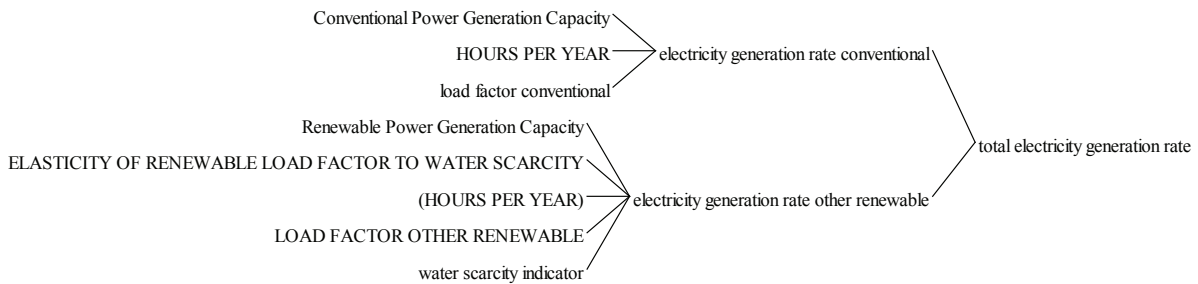 Conventional Power Generation Capacity
HOURS PER YEAR
electricity generation rate conventional
load factor conventional
Renewable Power Generation Capacity
total electricity generation rate
ELASTICITY OF RENEWABLE LOAD FACTOR TO WATER SCARCITY
(HOURS PER YEAR)
electricity generation rate other renewable
LOAD FACTOR OTHER RENEWABLE
water scarcity indicator